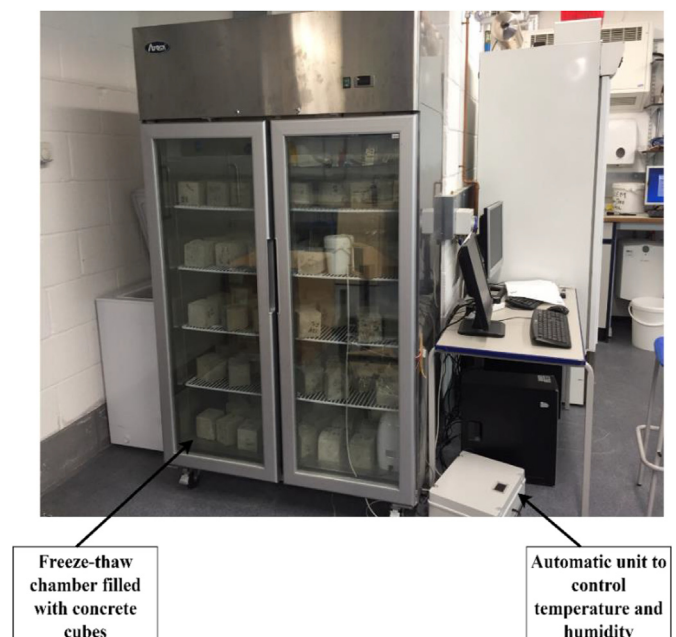 Freeze-thaw
chamber filled
with concrete
cubes
Automatic unit to
control
temperature and
humidity